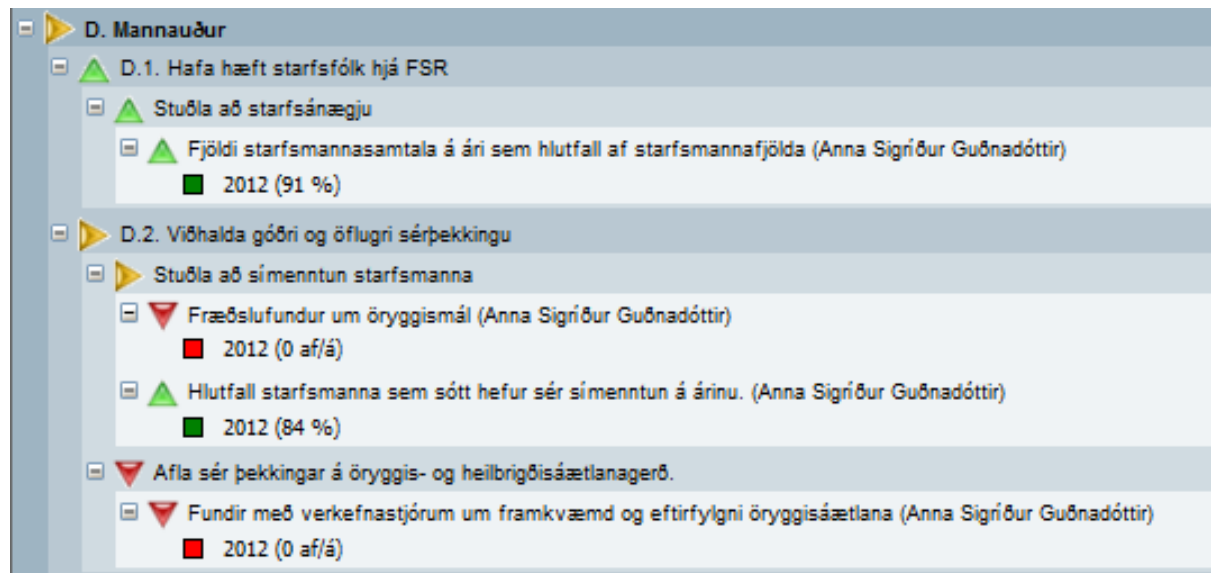 D. Mannauður
D.1. Hafa hæft starfsfólk hjá FSR
Stuðla að starfsánægju
Fjöldi starfsmannasamtala á ári sem hlutfall af starfsmannafjölda (Anna Sigríður Guðnadóttir)
2012 (91 %)
D.2. Viðhalda góðri og öflugri sérþekkingu
Stuðla að símenntun starfsmanna
Fræðslufundur um öryggismál (Anna Sigríður Guðnadóttir)
2012 (0 af/á)
Hlutfall starfsmanna sem sótt hefur sér símenntun á árinu. (Anna Sigríður Guðnadóttir)
2012 (84 %)
Afla sér þekkingar á öryggis- og heilbrigðisáætlanagerð.
Fundir með verkefnastjórum um framkvæmd og eftirfylgni öryggisáætlana (Anna Sigríður Guðnadóttir)
2012 (0 af/á)